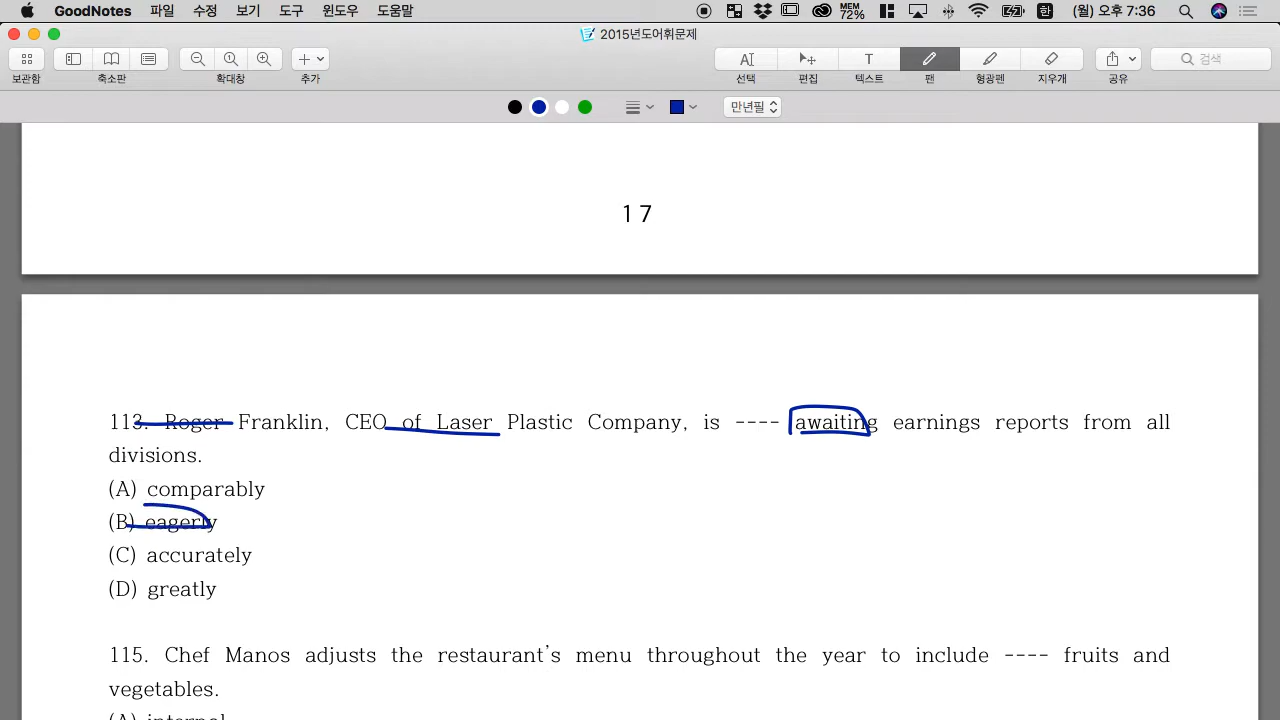 GoodNotes 파일 수정 보기 도구 윈도우 도움말 MEM 72% 한 (월) 오후 7:36
2015년도어휘문제
보관함 축소판 확대창 추가 선택 편집 텍스트 펜 형광펜 지우개 공유 검색
만년필
17
113. Roger Franklin, CEO of Laser Plastic Company, is ---- awaiting earnings reports from all
divisions.
(A) comparably
(B) eagerly
(C) accurately
(D) greatly
115. Chef Manos adjusts the restaurant's menu throughout the year to include ---- fruits and
vegetables.
(A) internal